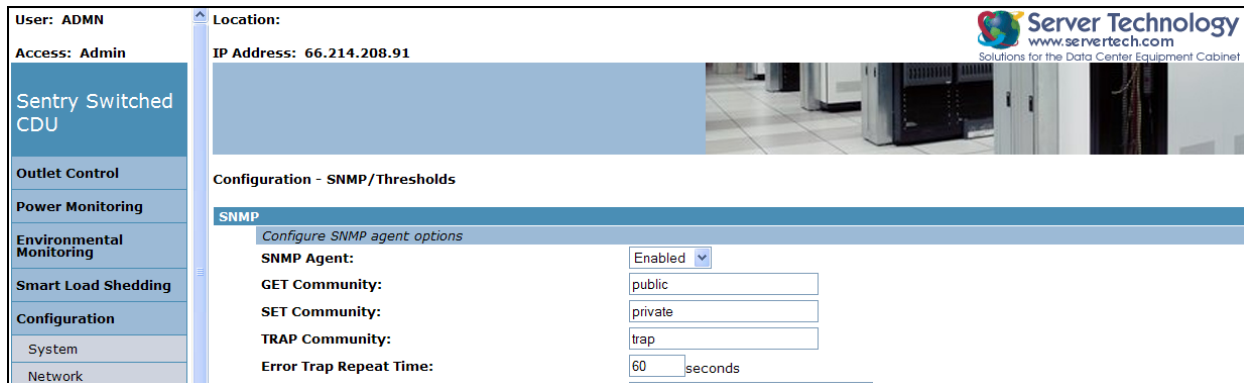 User: ADMN
Access: Admin
Sentry Switched
CDU
Outlet Control
Power Monitoring
Environmental
Monitoring
Smart Load Shedding
Configuration
System
Network
Location:
IP Address: 66.214.208.91
Server Technology
www.servertech.com
Solutions for the Data Center Equipment Cabinet
Configuration - SNMP/Thresholds
SNMP
Configure SNMP agent options
SNMP Agent: Enabled
GET Community: public
SET Community: private
TRAP Community: trap
Error Trap Repeat Time: 60 seconds